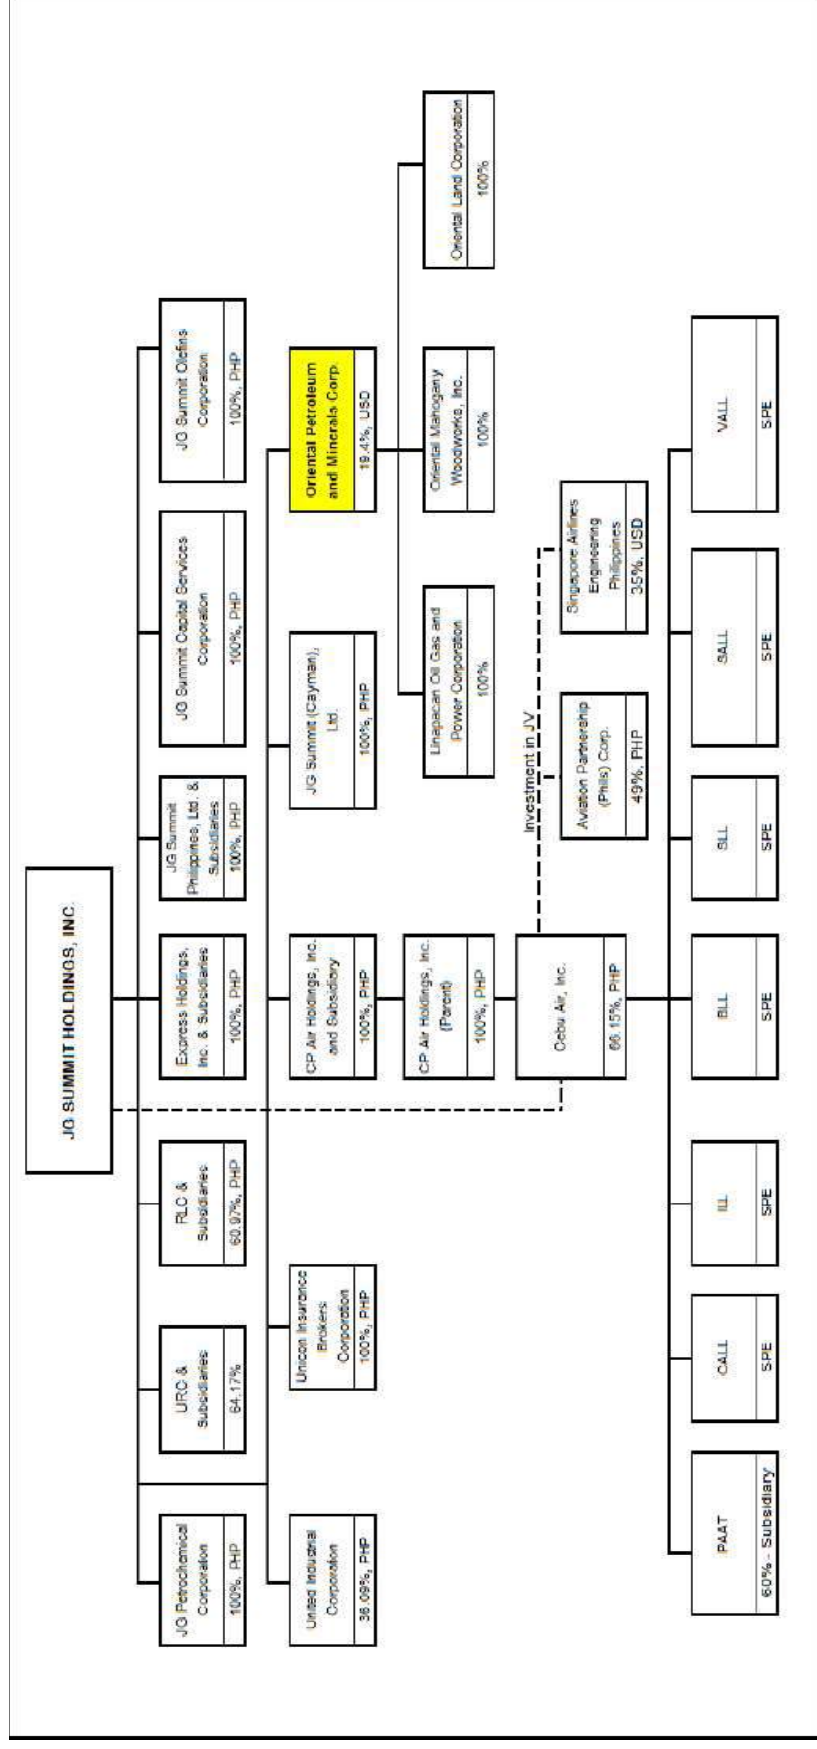 JG SUMMIT HOLDINGS, INC.
JG Petrochemical
Corporation
100%, PHP
URC &
Subsidiaries
64.17%
RLC &
Subsidiaries
60.97%, PHP
Express Holdings,
Inc. & Subsidiaries
100%, PHP
JG Summit
Philippines, Ltd. &
Subsidiaries
100%, PHP
JG Summit Capital Services
Corporation
100%, PHP
JG Summit Olefins
Corporation
100%, PHP
United Industrial
Corporation
36.09%, PHP
Unicon Insurance
Brokers
Corporation
100%, PHP
CP Air Holdings, Inc.
and Subsidiary
100%, PHP
JG Summit (Cayman),
Ltd.
100%, PHP
Oriental Petroleum
and Minerals Corp.
19.4%, USD
CP Air Holdings, Inc.
(Parent)
100%, PHP
Linapacan Oil Gas and
Power Corporation
100%
Oriental Mahogany
Woodworks, Inc.
100%
Oriental Land Corporation
100%
Cebu Air, Inc.
66.15%, PHP
Investment in JV
Aviation Partnership
(Phils) Corp.
49%, PHP
Singapore Airlines
Engineering
Philippines
35%, USD
PAAT
60% - Subsidiary
CALL
SPE
ILL
SPE
BLL
SPE
SLL
SPE
SALL
SPE
VALL
SPE